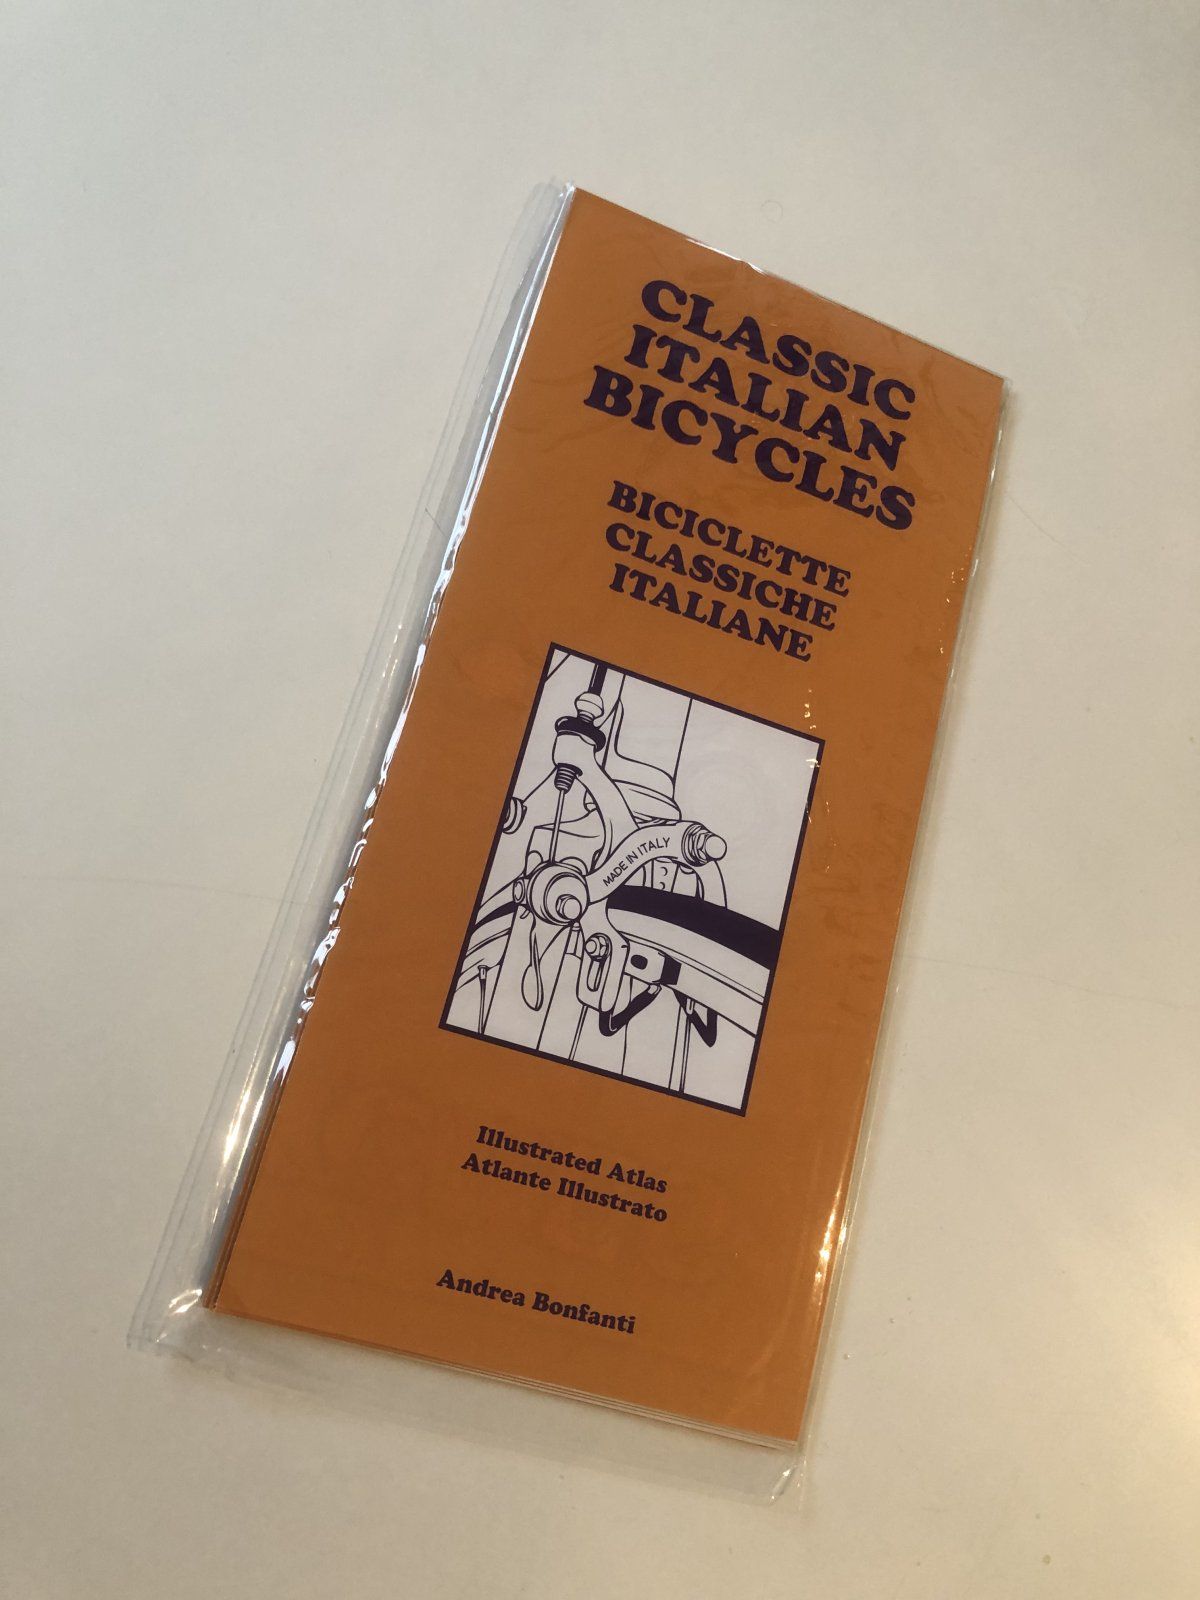 CLASSIC
ITALIAN
BICYCLES
BICICLETTE
CLASSICHE
ITALIANE
MADE IN ITALY
Illustrated Atlas
Atlante Illustrato
Andrea Bonfanti